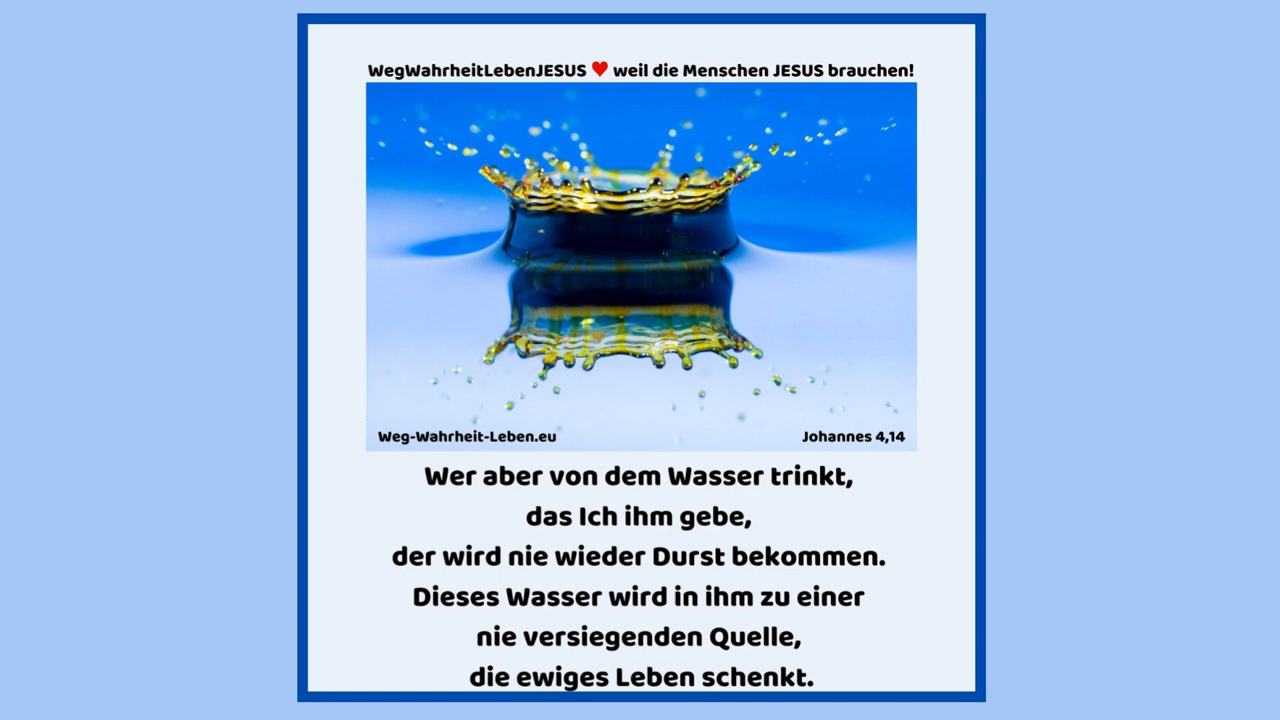 WegWahrheitLebenJESUS ♥ weil die Menschen JESUS brauchen!
Weg-Wahrheit-Leben.eu
Johannes 4,14
Wer aber von dem Wasser trinkt,
das Ich ihm gebe,
der wird nie wieder Durst bekommen.
Dieses Wasser wird in ihm zu einer
nie versiegenden Quelle,
die ewiges Leben schenkt.